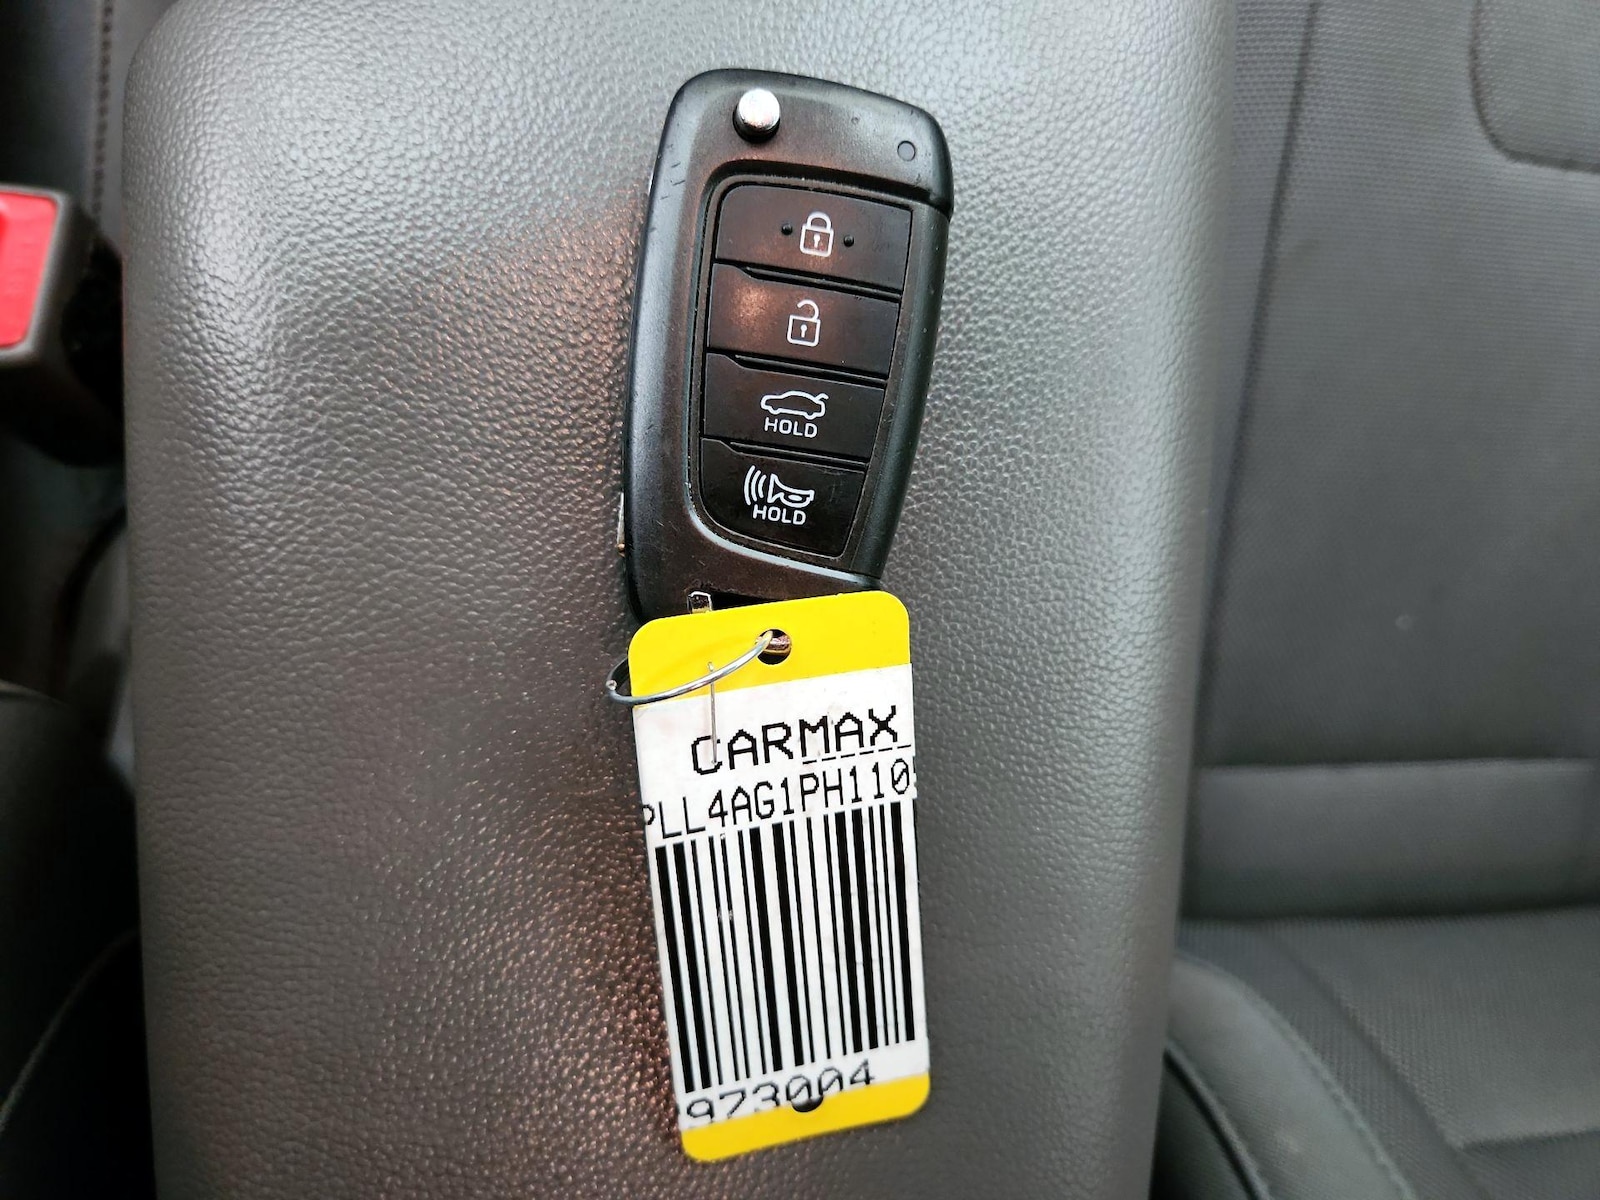 HOLD
HOLD
CARMAX
PLL4AG1PH110
973004